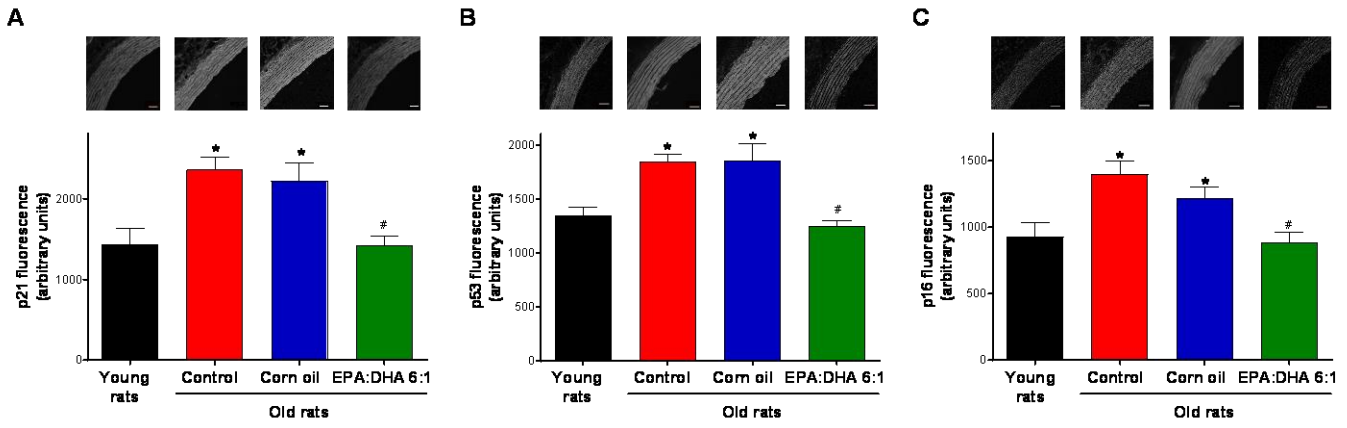 A
p21 fluorescence
(arbitrary units)
2000
1000
0
*
*
#
Young
rats
Control
Corn oil
EPA:DHA 6:1
Old rats
B
p53 fluorescence
(arbitrary units)
2000
1500
1000
500
0
*
*
#
Young
rats
Control
Corn oil
EPA:DHA 6:1
Old rats
C
p16 fluorescence
(arbitrary units)
1500
1000
500
0
*
*
#
Young
rats
Control
Corn oil
EPA:DHA 6:1
Old rats